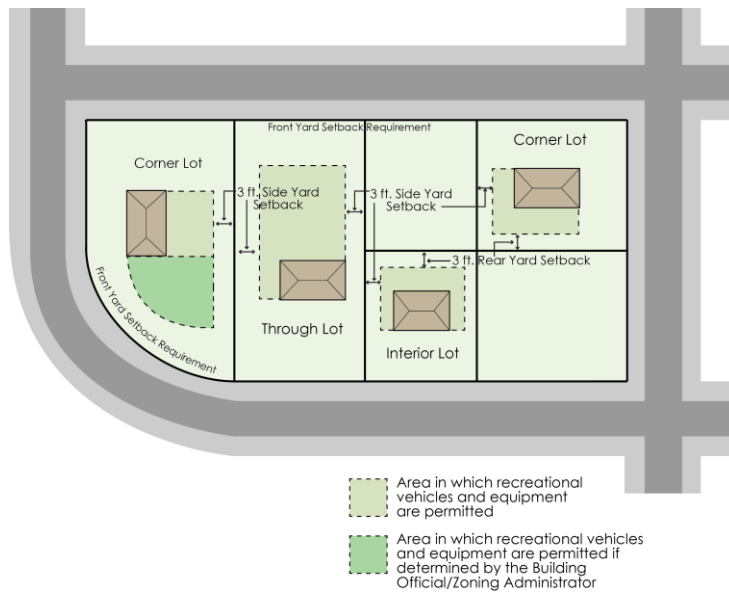 Front Yard Setback Requirement
Corner Lot
Corner Lot
3 ft. Side Yard
Setback
3 ft. Side Yard
Setback
3 ft. Rear Yard Setback
Front Yard Setback Requirement
Through Lot
Interior Lot
Area in which recreational
vehicles and equipment
are permitted
Area in which recreational vehicles
and equipment are permitted if
determined by the Building
Official/Zoning Administrator